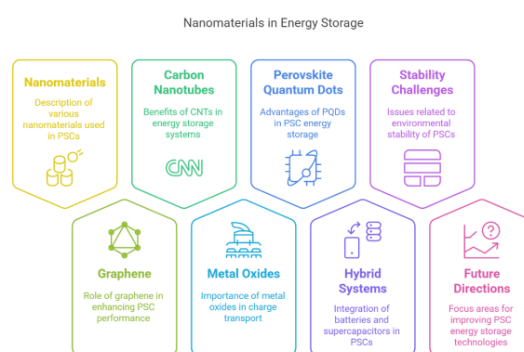 Nanomaterials in Energy Storage
Nanomaterials
Description of
various
nanomaterials used
in PSCs
Carbon
Nanotubes
Benefits of CNTs in
energy storage
systems
CNN
Perovskite
Quantum Dots
Advantages of PQDs
in PSC energy
storage
Stability
Challenges
Issues related to
environmental
stability of PSCs
Graphene
Role of graphene in
enhancing PSC
performance
Metal Oxides
Importance of metal
oxides in charge
transport
Hybrid
Systems
Integration of
batteries and
supercapacitors in
PSCs
Future
Directions
Focus areas for
improving PSC
energy storage
technologies